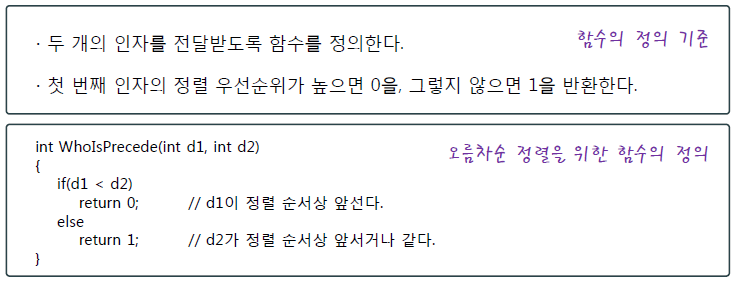 함수의 정의 기준
· 두 개의 인자를 전달받도록 함수를 정의한다.
· 첫 번째 인자의 정렬 우선순위가 높으면 0을, 그렇지 않으면 1을 반환한다.
오름차순 정렬을 위한 함수의 정의
int WhoIsPrecede(int d1, int d2)
{
if(d1 < d2)
return 0; // d1이 정렬 순서상 앞선다.
else
return 1; // d2가 정렬 순서상 앞서거나 같다.
}